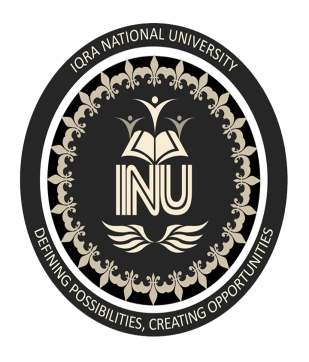 IQRA NATIONAL UNIVERSITY
INU
DEFINING POSSIBILITIES, CREATING OPPORTUNITIES